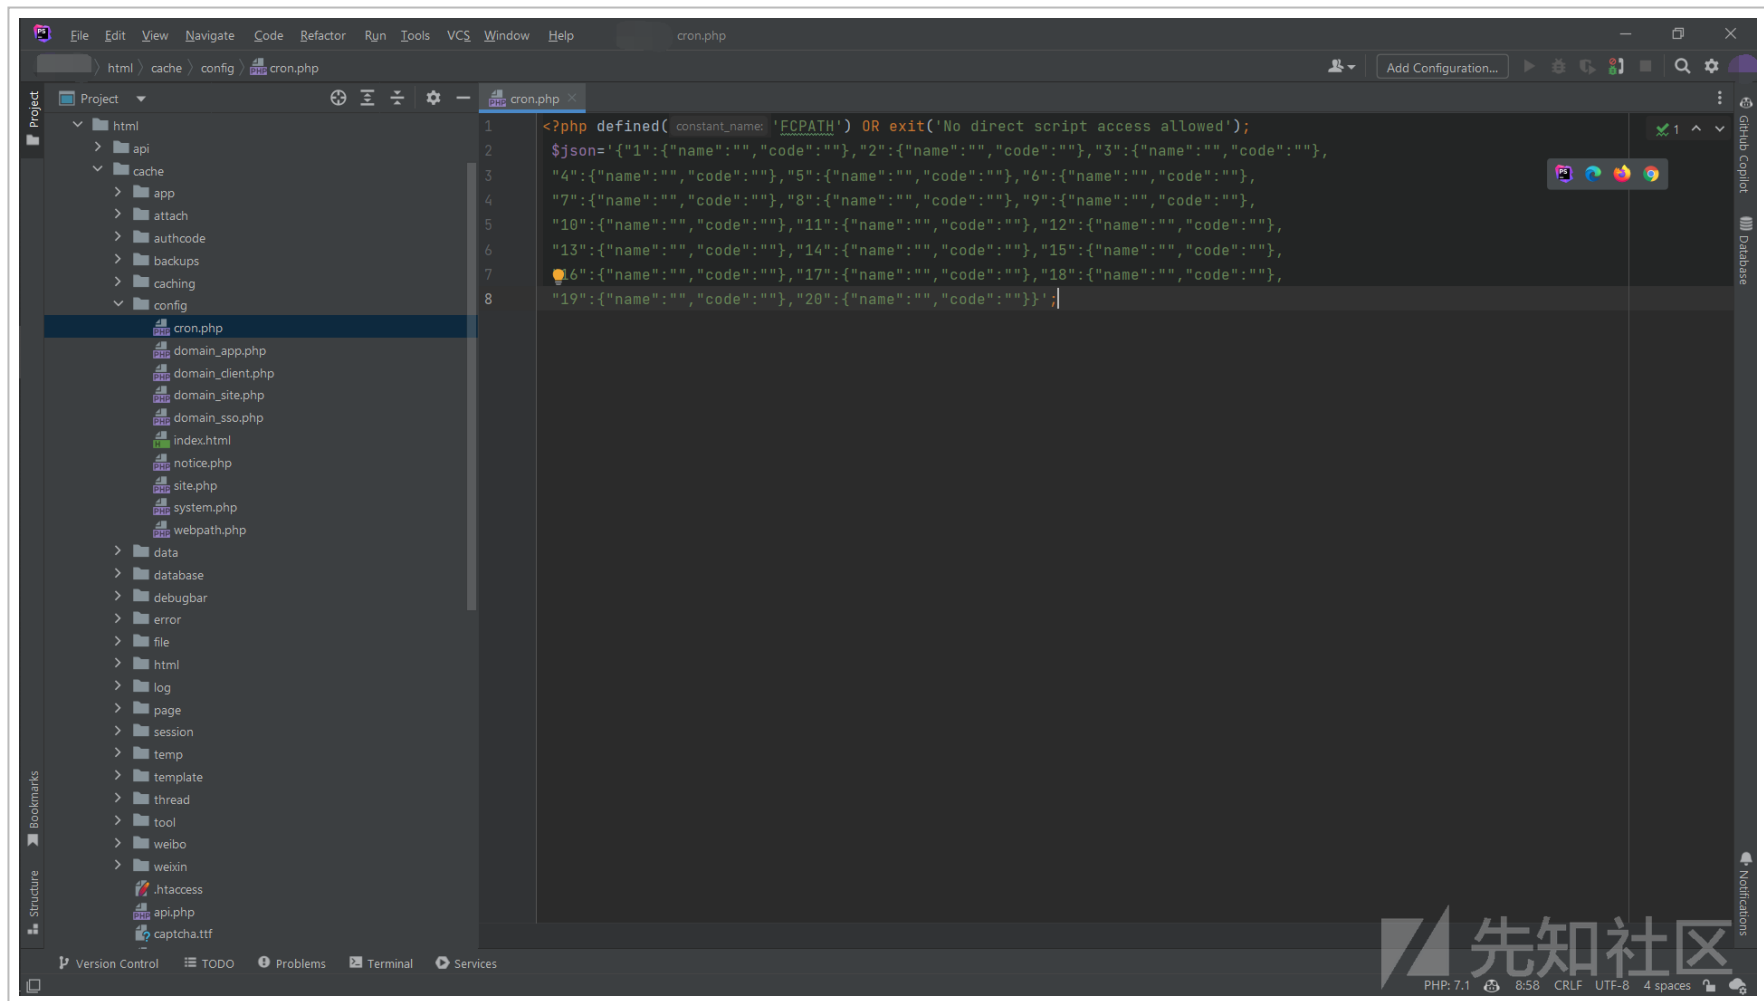 File Edit View Navigate Code Refactor Run Tools VCS Window Help cron.php
html cache config cron.php Add Configuration...
Project
Project
cron.php
html
api
cache
app
attach
authcode
backups
caching
config
cron.php
domain_app.php
domain_client.php
domain_site.php
domain_sso.php
index.html
notice.php
site.php
system.php
webpath.php
data
database
debugbar
error
file
html
log
page
session
temp
template
thread
tool
weibo
weixin
.htaccess
api.php
captcha.ttf
1 <?php defined( constant_name: 'FCPATH') OR exit('No direct script access allowed');
2 $json='{"1":{"name":"","code":""},"2":{"name":"","code":""},"3":{"name":"","code":""},
3 "4":{"name":"","code":""},"5":{"name":"","code":""},"6":{"name":"","code":""},
4 "7":{"name":"","code":""},"8":{"name":"","code":""},"9":{"name":"","code":""},
5 "10":{"name":"","code":""},"11":{"name":"","code":""},"12":{"name":"","code":""},
6 "13":{"name":"","code":""},"14":{"name":"","code":""},"15":{"name":"","code":""},
7 "16":{"name":"","code":""},"17":{"name":"","code":""},"18":{"name":"","code":""},
8 "19":{"name":"","code":""},"20":{"name":"","code":""}}';
1
GitHub Copilot
Database
Notifications
Bookmarks
Structure
Version Control TODO Problems Terminal Services
PHP: 7.1 8:58 CRLF UTF-8 4 spaces
先知社区